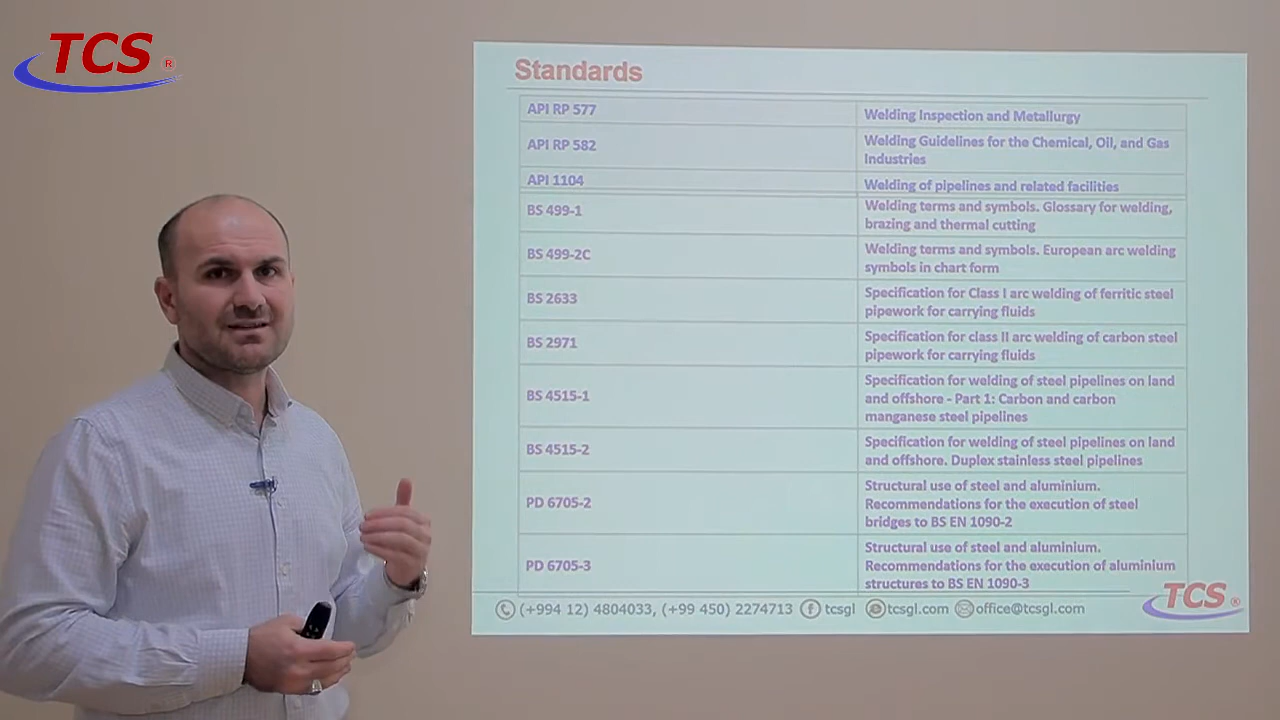 TCS ®
Standards
API RP 577
Welding Inspection and Metallurgy
API RP 582
Welding Guidelines for the Chemical, Oil, and Gas
Industries
API 1104
Welding of pipelines and related facilities
BS 499-1
Welding terms and symbols. Glossary for welding,
brazing and thermal cutting
BS 499-2C
Welding terms and symbols. European arc welding
symbols in chart form
BS 2633
Specification for Class I arc welding of ferritic steel
pipework for carrying fluids
BS 2971
Specification for class II arc welding of carbon steel
pipework for carrying fluids
BS 4515-1
Specification for welding of steel pipelines on land
and offshore - Part 1: Carbon and carbon
manganese steel pipelines
BS 4515-2
Specification for welding of steel pipelines on land
and offshore. Duplex stainless steel pipelines
PD 6705-2
Structural use of steel and aluminium.
Recommendations for the execution of steel
bridges to BS EN 1090-2
PD 6705-3
Structural use of steel and aluminium.
Recommendations for the execution of aluminium
structures to BS EN 1090-3
(+994 12) 4804033, (+99 450) 2274713 tcsgl tcsgl.com office@tcsgl.com
TCS ®